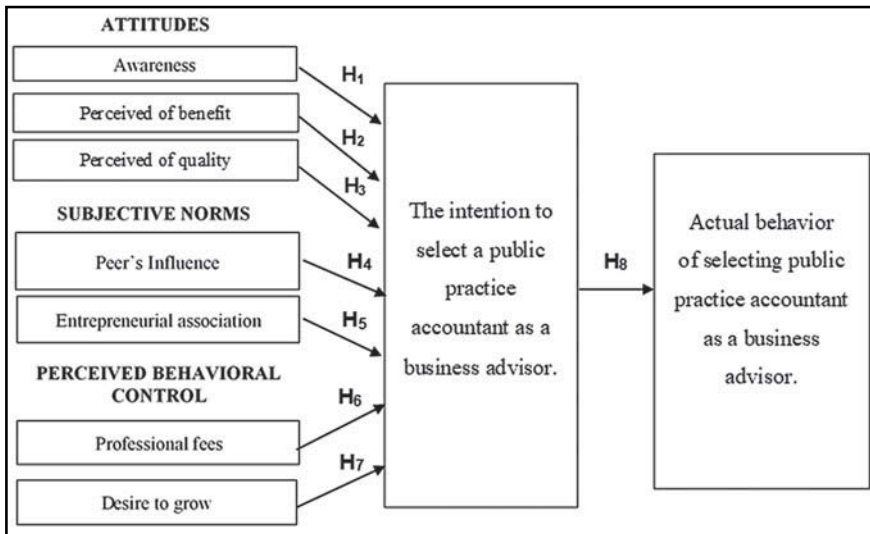 ATTITUDES
Awareness
H1
Perceived of benefit
H2
Perceived of quality
H3
SUBJECTIVE NORMS
Peer's Influence
H4
Entrepreneurial association
H5
PERCEIVED BEHAVIORAL
CONTROL
H6
Professional fees
H7
Desire to grow
The intention to
select a public
practice
accountant as a
business advisor.
H8
Actual behavior
of selecting public
practice accountant
as a business
advisor.